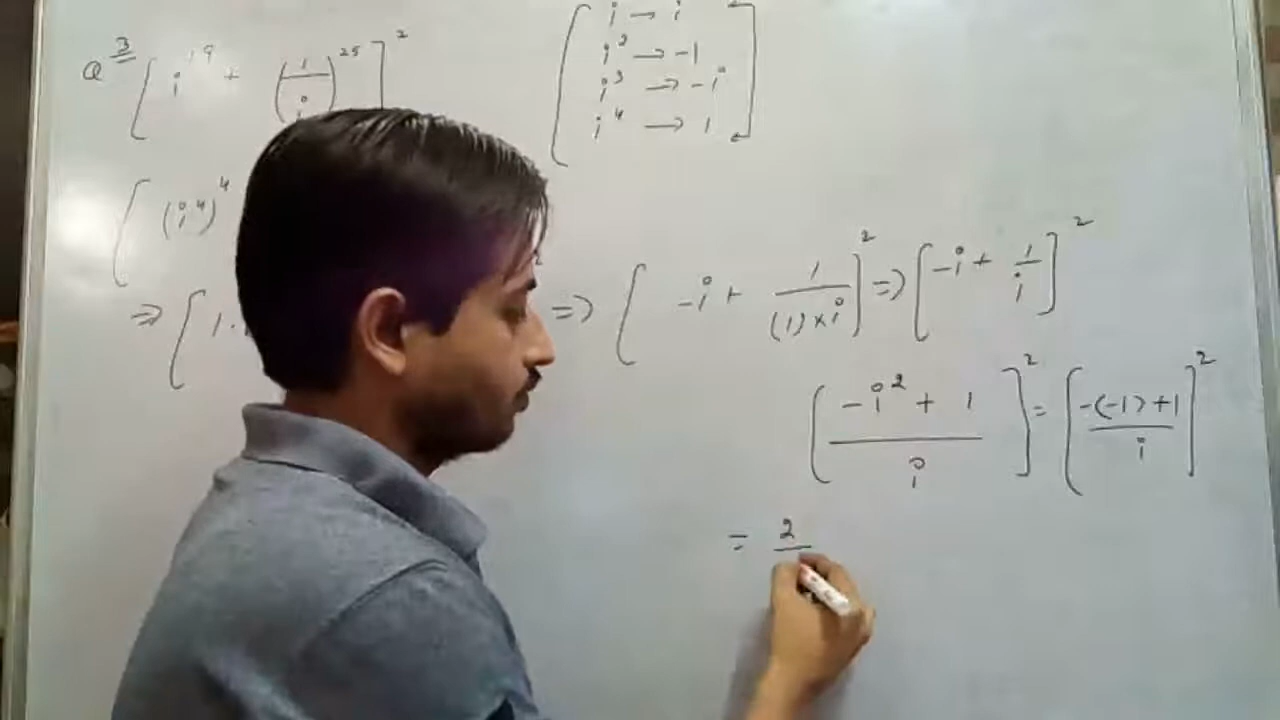 Q 3 [ i^19 + (1/i)^25 ]^2
[ i → i
i^2 → -1
i^3 → -i
i^4 → 1 ]
[ (i^4)^4
⇒ [ 1.
⇒ [ -i + 1/((1)×i) ]^2 ⇒ [ -i + 1/i ]^2
[ (-i^2 + 1)/i ]^2 = [ (-(-1)+1)/i ]^2
= 2